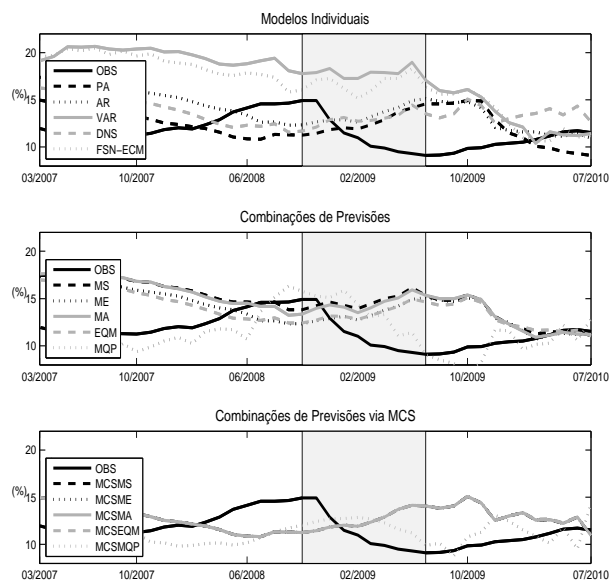 Modelos Individuais
20
15
10
(%)
OBS
PA
AR
VAR
DNS
FSN-ECM
03/2007 10/2007 06/2008 02/2009 10/2009 07/2010
Combinações de Previsões
20
15
10
(%)
OBS
MS
ME
MA
EQM
MQP
03/2007 10/2007 06/2008 02/2009 10/2009 07/2010
Combinações de Previsões via MCS
20
15
10
(%)
OBS
MCSMS
MCSME
MCSMA
MCSEQM
MCSMQP
03/2007 10/2007 06/2008 02/2009 10/2009 07/2010